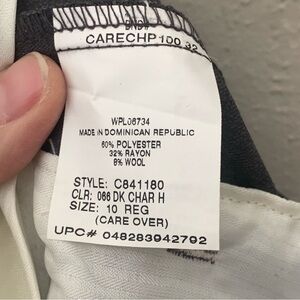 CARECHP 100 32
WPL06734
MADE IN DOMINICAN REPUBLIC
60% POLYESTER
32% RAYON
8% WOOL
STYLE: C841180
CLR: 066 DK CHAR H
SIZE: 10 REG
(CARE OVER)
UPC# 048283942792